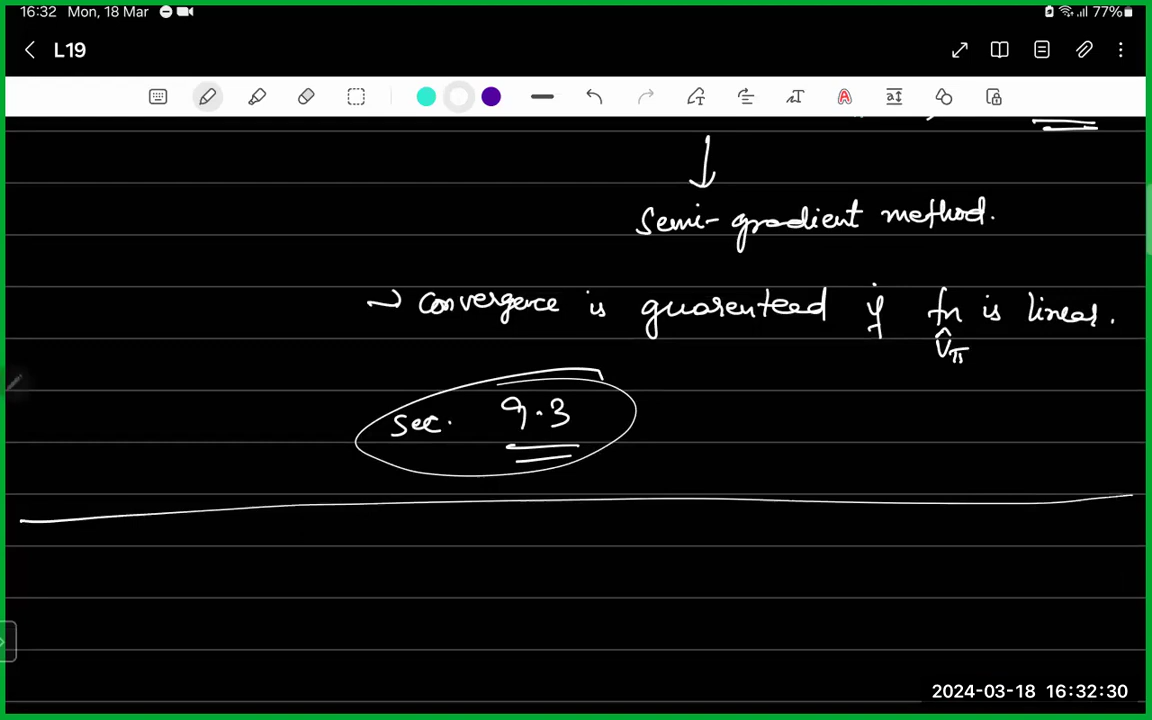 16:32 Mon, 18 Mar 77%
L19
Semi-gradient method.
→ convergence is guarenteed if fn is linear.
V̂π
Sec. 9.3
2024-03-18 16:32:30